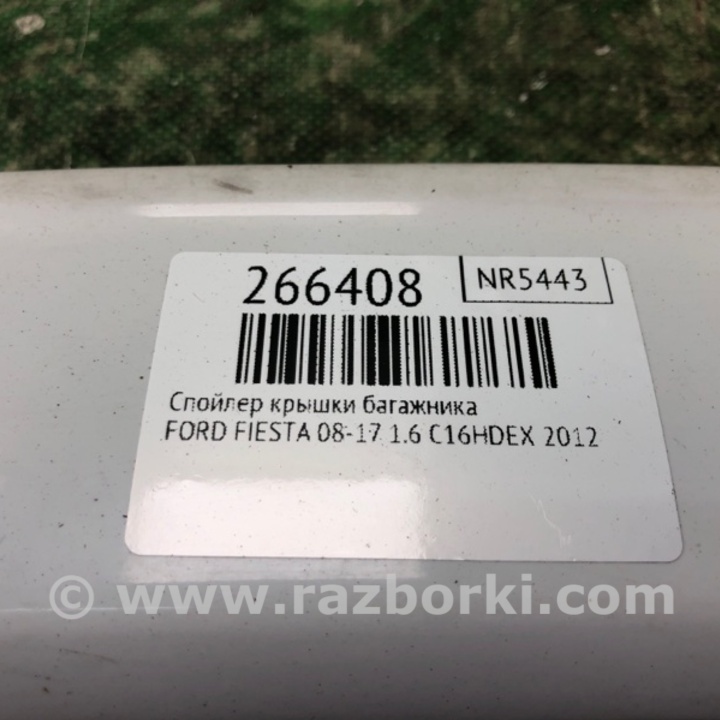 266408
NR5443
Спойлер крышки багажника
FORD FIESTA 08-17 1.6 C16HDEX 2012
© www.razborki.com